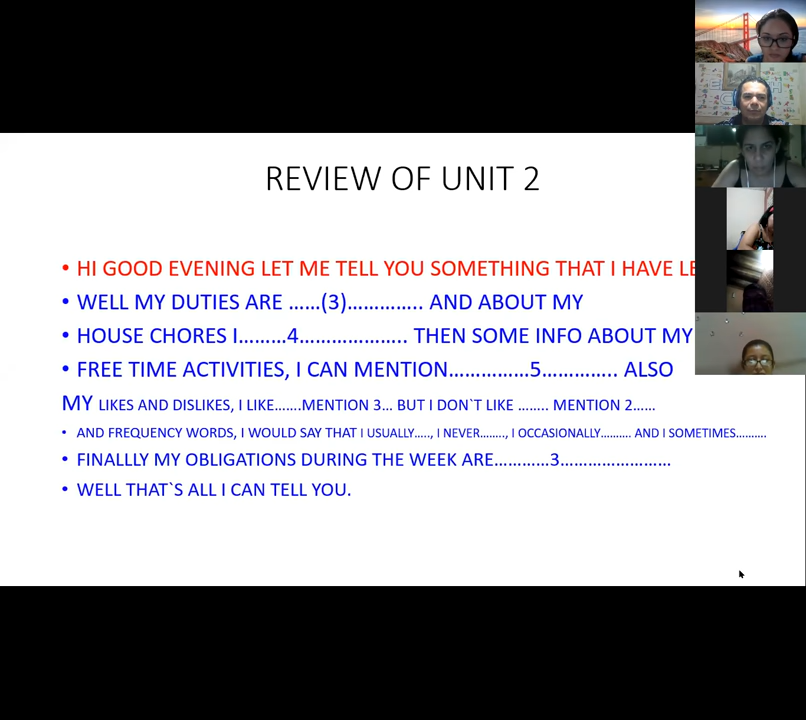 REVIEW OF UNIT 2
• HI GOOD EVENING LET ME TELL YOU SOMETHING THAT I HAVE
• WELL MY DUTIES ARE ……(3)………….. AND ABOUT MY
• HOUSE CHORES I………4……………….. THEN SOME INFO ABOUT MY
• FREE TIME ACTIVITIES, I CAN MENTION……………5………….. ALSO
MY LIKES AND DISLIKES, I LIKE…….MENTION 3… BUT I DON`T LIKE …….. MENTION 2……
• AND FREQUENCY WORDS, I WOULD SAY THAT I USUALLY….., I NEVER…….., I OCCASIONALLY………. AND I SOMETIMES……….
• FINALLLY MY OBLIGATIONS DURING THE WEEK ARE…………3……………………
• WELL THAT`S ALL I CAN TELL YOU.